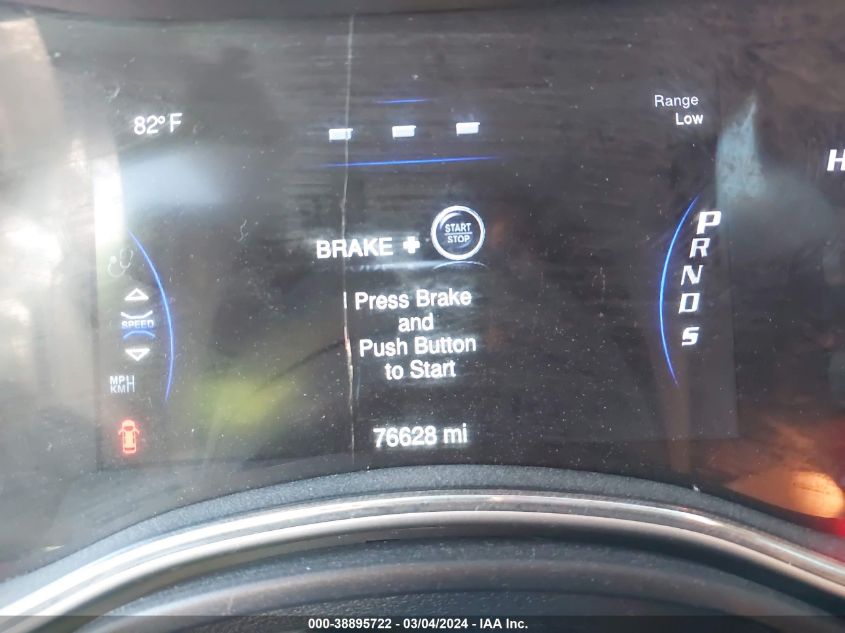 82°F
Range
Low
H
BRAKE + START
STOP
Press Brake
and
Push Button
to Start
76628 mi
SPEED
MPH
KMH
P
R
N
D
S
000-38895722 - 03/04/2024 - IAA Inc.